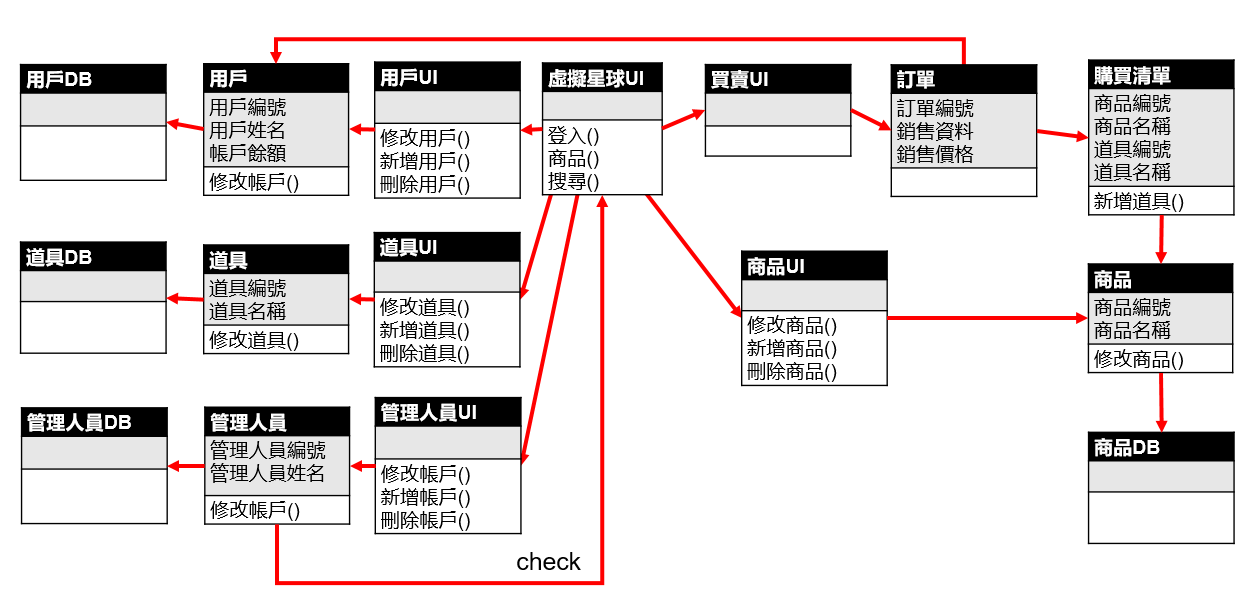 用戶DB
用戶
用戶編號
用戶姓名
帳戶餘額
修改帳戶()
用戶UI
修改用戶()
新增用戶()
刪除用戶()
虛擬星球UI
登入()
商品()
搜尋()
買賣UI
訂單
訂單編號
銷售資料
銷售價格
購買清單
商品編號
商品名稱
道具編號
道具名稱
新增道具()
道具DB
道具
道具編號
道具名稱
修改道具()
道具UI
修改道具()
新增道具()
刪除道具()
商品UI
修改商品()
新增商品()
刪除商品()
商品
商品編號
商品名稱
修改商品()
管理人員DB
管理人員
管理人員編號
管理人員姓名
修改帳戶()
管理人員UI
修改帳戶()
新增帳戶()
刪除帳戶()
商品DB
check